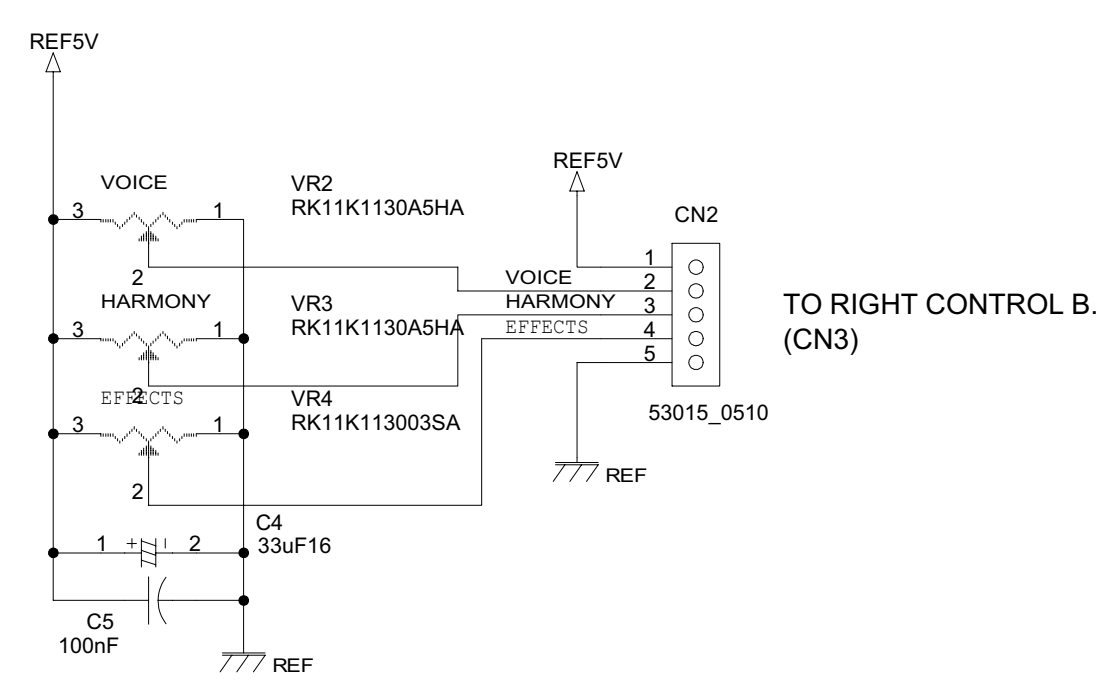 REF5V
VOICE
3
1
2
VR2
RK11K1130A5HA
HARMONY
3
1
2
VR3
RK11K1130A5HA
EFFECTS
3
1
2
VR4
RK11K113003SA
1
+
2
C4
33uF16
C5
100nF
REF
REF5V
CN2
VOICE
HARMONY
EFFECTS
1
2
3
4
5
53015_0510
REF
TO RIGHT CONTROL B.
(CN3)